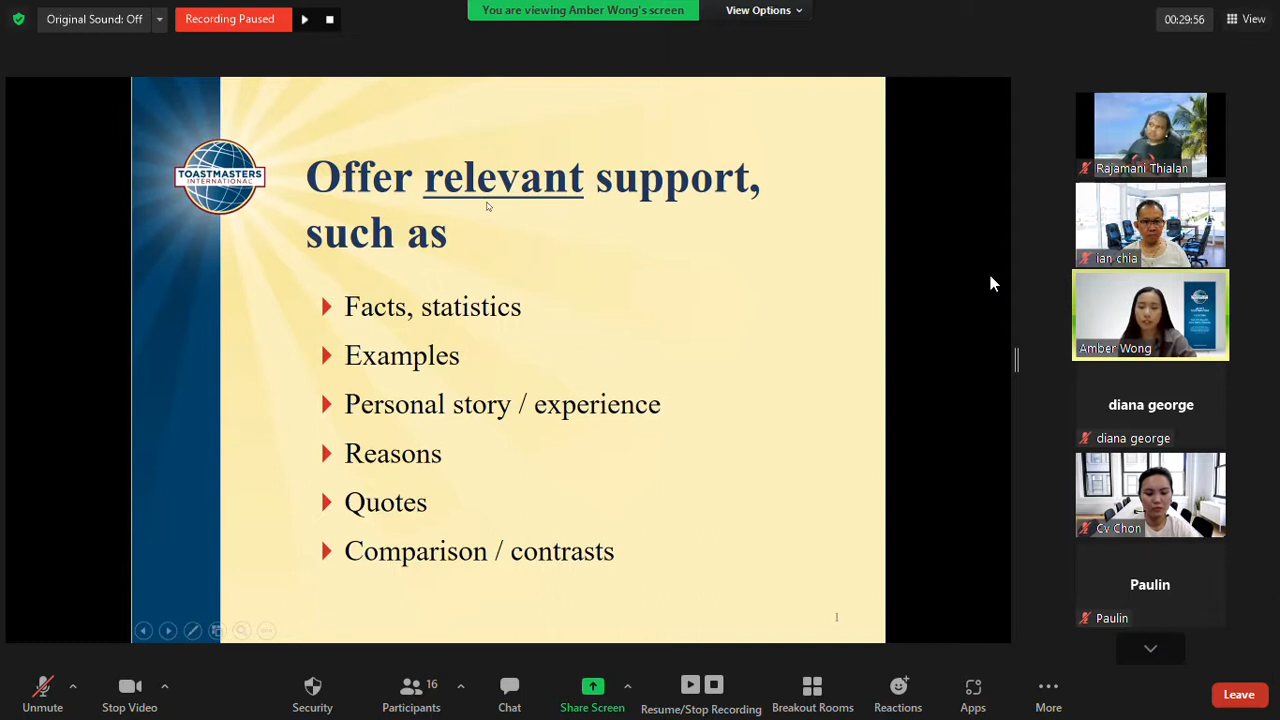 Original Sound: Off
Recording Paused
You are viewing Amber Wong's screen
View Options
00:29:56
View
TOASTMASTERS
INTERNATIONAL
Offer relevant support,
such as
Facts, statistics
Examples
Personal story / experience
Reasons
Quotes
Comparison / contrasts
1
Rajamani Thialan
ian chia
Amber Wong
diana george
diana george
Cv Chon
Paulin
Paulin
Unmute
Stop Video
Security
16
Participants
Chat
Share Screen
Resume/Stop Recording
Breakout Rooms
Reactions
Apps
More
Leave